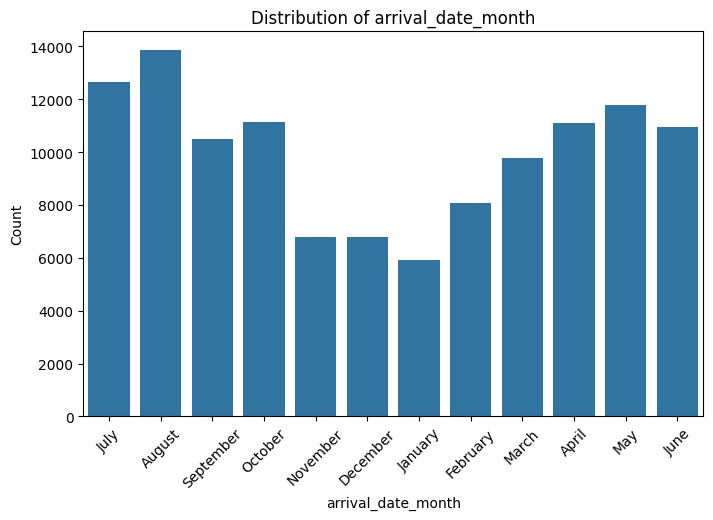 Distribution of arrival_date_month
14000
12000
10000
8000
6000
4000
2000
0
Count
July
August
September
October
November
December
January
February
March
April
May
June
arrival_date_month